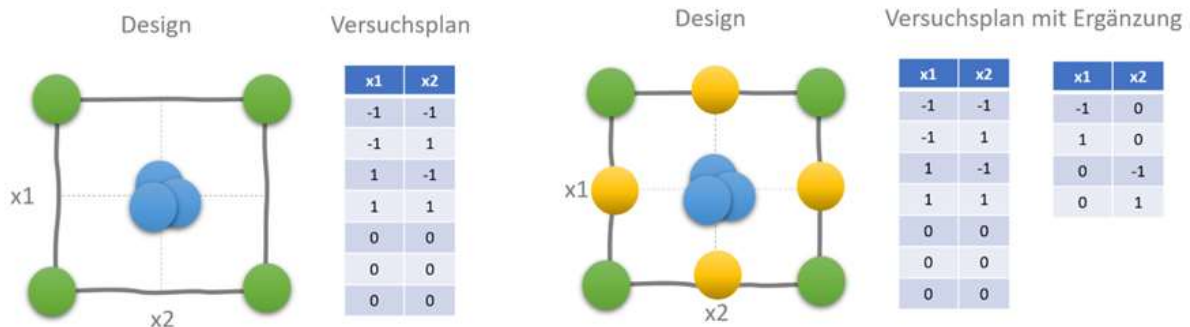 Design
Versuchsplan
x1
x2
x1 x2
-1 -1
-1 1
1 -1
1 1
0 0
0 0
0 0
Design
Versuchsplan mit Ergänzung
x1
x2
x1 x2
-1 -1
-1 1
1 -1
1 1
0 0
0 0
0 0
x1 x2
-1 0
1 0
0 -1
0 1